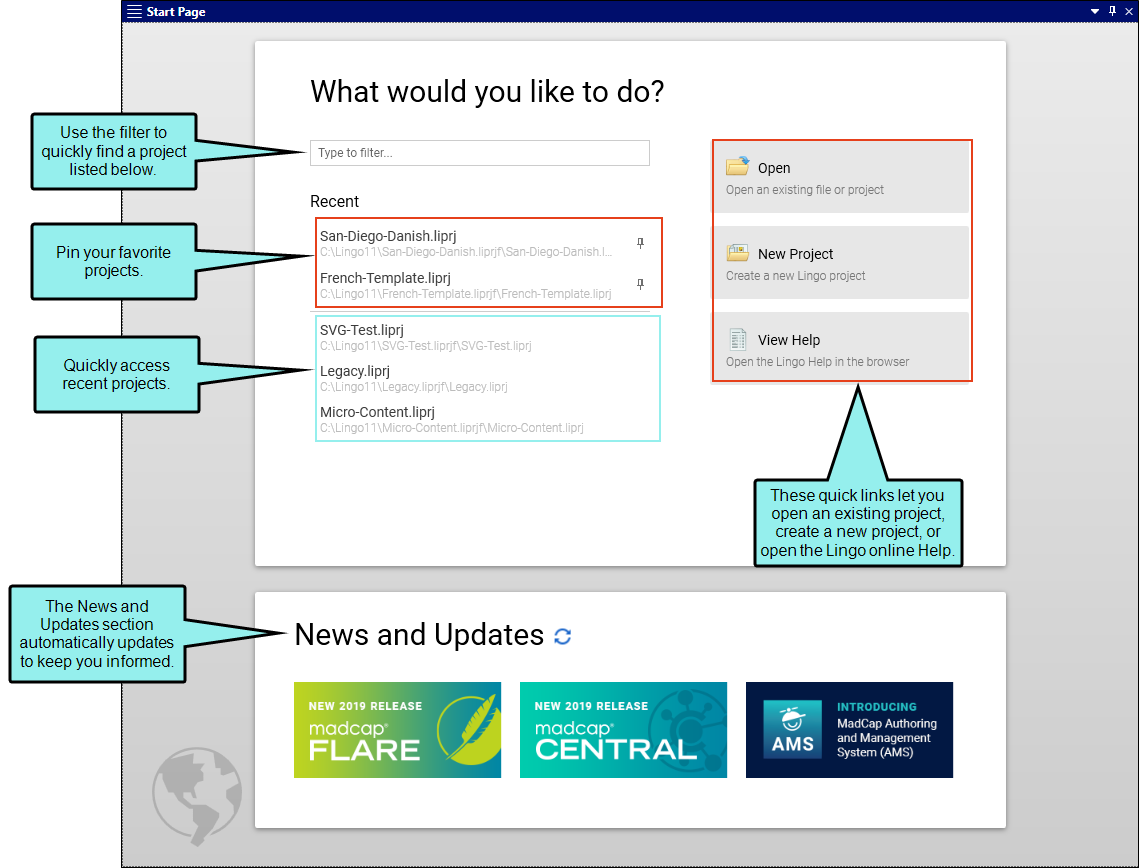 Start Page
What would you like to do?
Use the filter to
quickly find a project
listed below.
Type to filter...
Recent
Pin your favorite
projects.
San-Diego-Danish.liprj
C:\Lingo11\San-Diego-Danish.liprjf\San-Diego-Danish.l...
French-Template.liprj
C:\Lingo11\French-Template.liprjf\French-Template.liprj
Quickly access
recent projects.
SVG-Test.liprj
C:\Lingo11\SVG-Test.liprjf\SVG-Test.liprj
Legacy.liprj
C:\Lingo11\Legacy.liprjf\Legacy.liprj
Micro-Content.liprj
C:\Lingo11\Micro-Content.liprjf\Micro-Content.liprj
Open
Open an existing file or project
New Project
Create a new Lingo project
View Help
Open the Lingo Help in the browser
These quick links let you
open an existing project,
create a new project, or
open the Lingo online Help.
The News and
Updates section
automatically updates
to keep you informed.
News and Updates
NEW 2019 RELEASE
madcap®
FLARE
NEW 2019 RELEASE
madcap®
CENTRAL
AMS
INTRODUCING
MadCap Authoring
and Management
System (AMS)